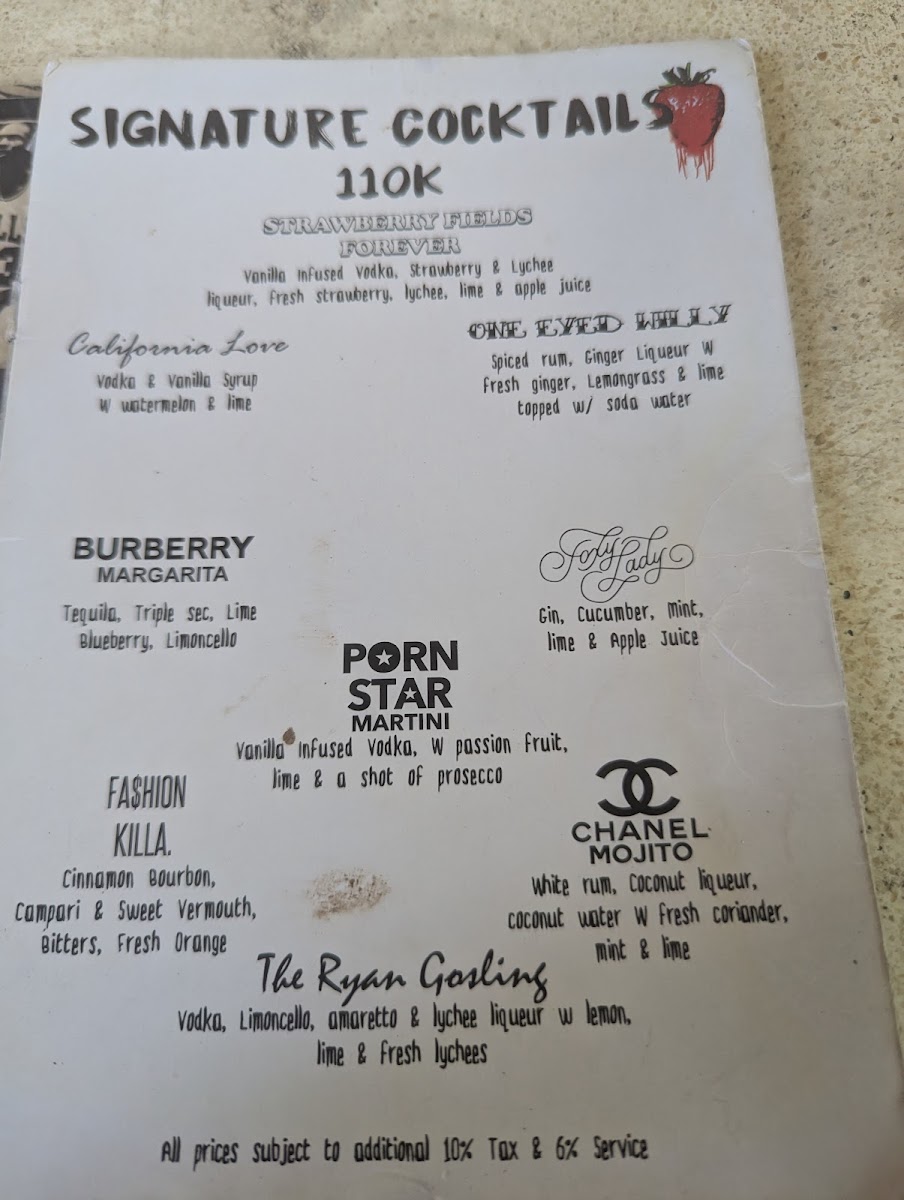 SIGNATURE COCKTAILS
110K
STRAWBERRY FIELDS
FOREVER
Vanilla infused Vodka, Strawberry & Lychee
liqueur, fresh strawberry, lychee, lime & apple juice
California Love
Vodka & Vanilla Syrup
W watermelon & lime
ONE EYED WILLY
Spiced rum, Ginger Liqueur W
fresh ginger, Lemongrass & lime
topped w/ soda water
BURBERRY
MARGARITA
Tequila, Triple sec, Lime
Blueberry, Limoncello
Foxy Lady
Gin, Cucumber, Mint,
lime & Apple Juice
PORN
STAR
MARTINI
Vanilla infused Vodka, W passion fruit,
lime & a shot of prosecco
FA$HION
KILLA.
Cinnamon Bourbon,
Campari & Sweet Vermouth,
Bitters, Fresh Orange
CHANEL
MOJITO
White rum, Coconut liqueur,
coconut water W fresh coriander,
mint & lime
The Ryan Gosling
Vodka, Limoncello, amaretto & lychee liqueur w lemon,
lime & fresh lychees
All prices subject to additional 10% Tax & 6% Service